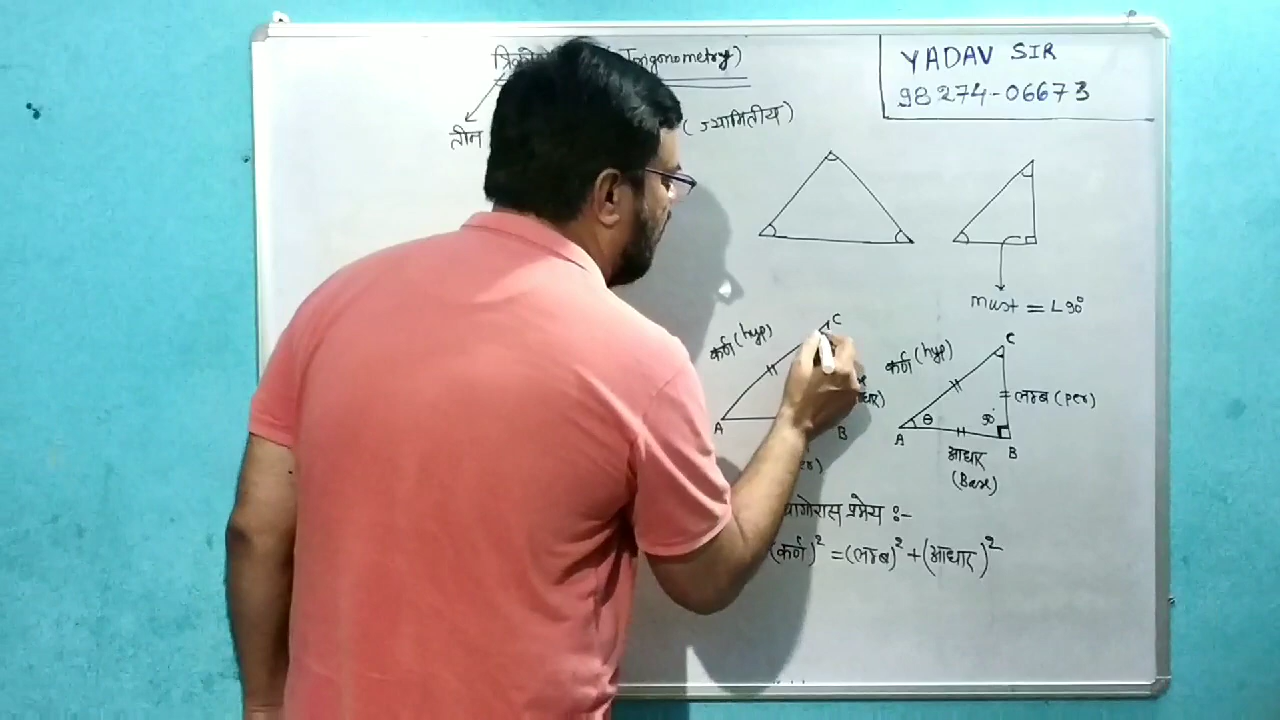 Trigonometry)
YADAV SIR
98274-06673
तीन
(ज्यामितीय)
must = ∟90°
कर्ण (hyp)
C
A
B
कर्ण (hyp)
C
लम्ब (per)
θ
90°
A
B
आधार
(Base)
प्रमेय :-
(कर्ण)² = (लम्ब)² + (आधार)²